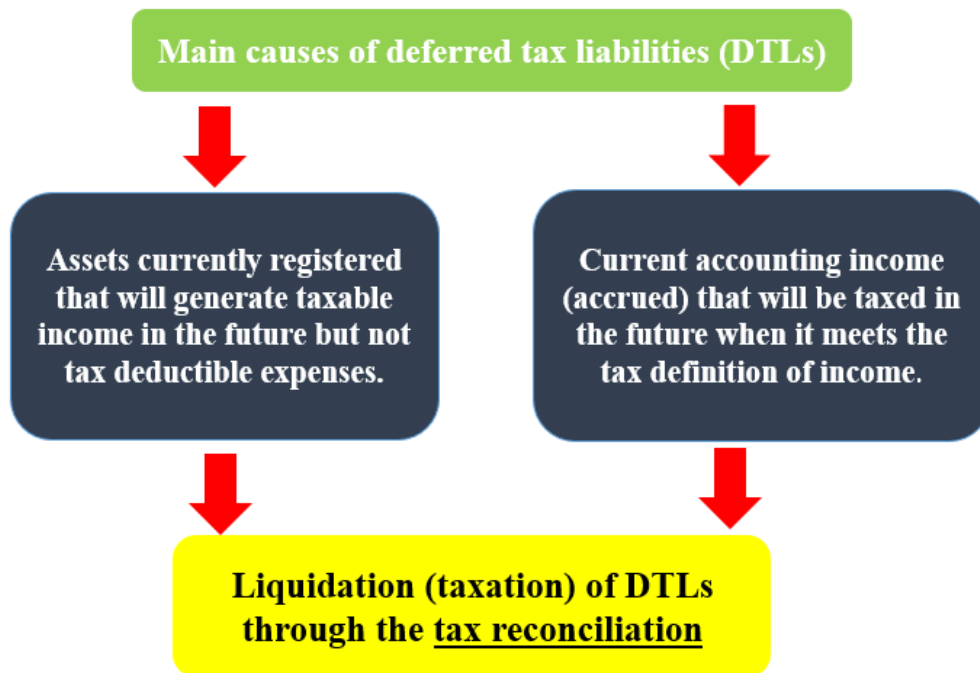 Main causes of deferred tax liabilities (DTLs)
Assets currently registered
that will generate taxable
income in the future but not
tax deductible expenses.
Current accounting income
(accrued) that will be taxed in
the future when it meets the
tax definition of income.
Liquidation (taxation) of DTLs
through the tax reconciliation